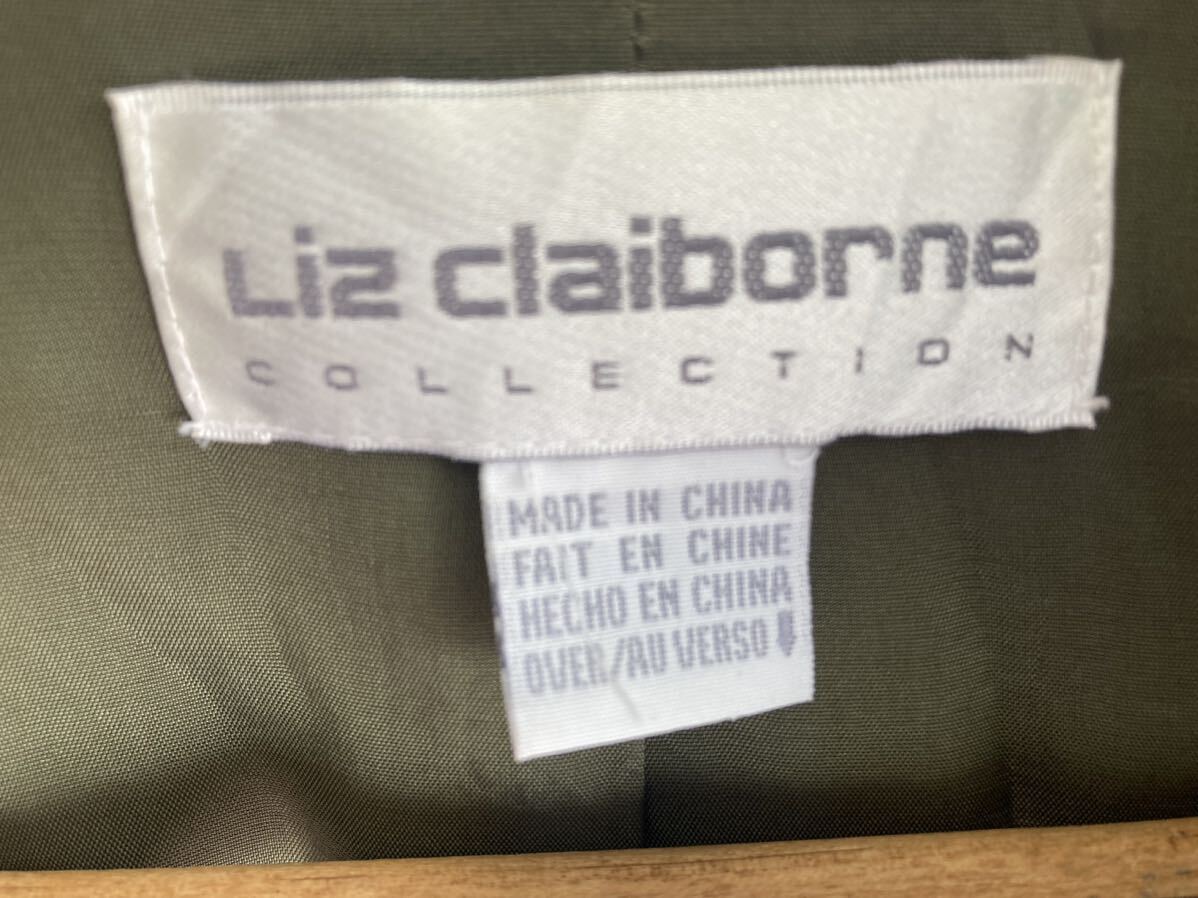 Liz claiborne
COLLECTION
MADE IN CHINA
FAIT EN CHINE
HECHO EN CHINA
OVER/AU VERSO